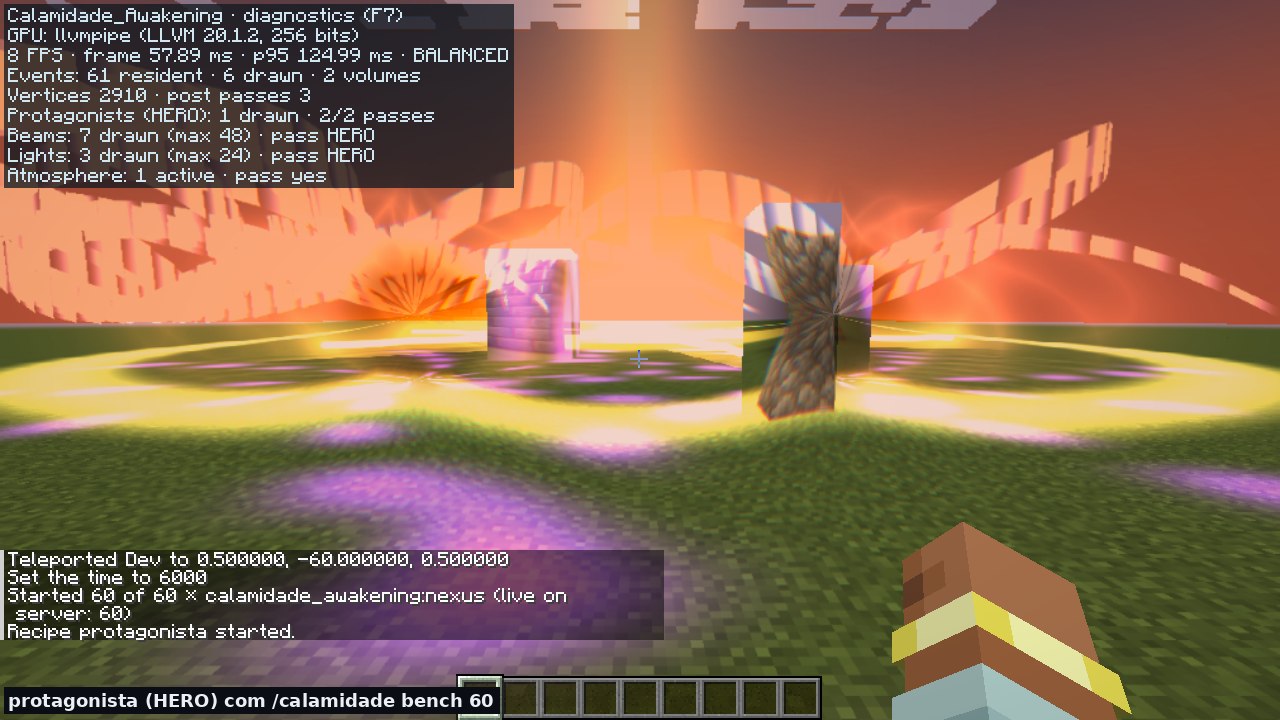 Calamidade_Awakening · diagnostics (F7)
GPU: llvmpipe (LLVM 20.1.2, 256 bits)
8 FPS · frame 57.89 ms · p95 124.99 ms · BALANCED
Events: 61 resident · 6 drawn · 2 volumes
Vertices 2910 · post passes 3
Protagonists (HERO): 1 drawn · 2/2 passes
Beams: 7 drawn (max 48) · pass HERO
Lights: 3 drawn (max 24) · pass HERO
Atmosphere: 1 active · pass yes
Teleported Dev to 0.500000, -60.000000, 0.500000
Set the time to 6000
Started 60 of 60 × calamidade_awakening:nexus (live on
server: 60)
Recipe protagonista started.
protagonista (HERO) com /calamidade bench 60